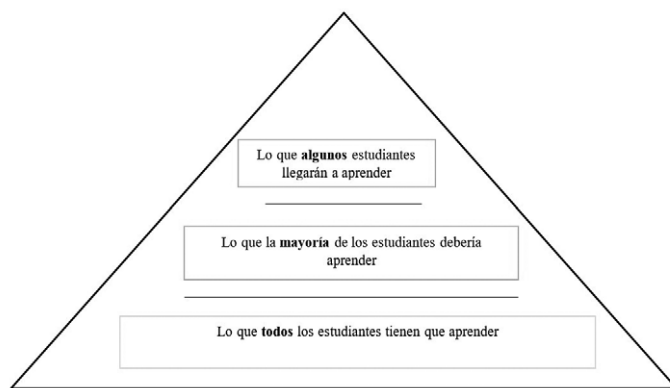 Lo que algunos estudiantes
llegarán a aprender
Lo que la mayoría de los estudiantes debería
aprender
Lo que todos los estudiantes tienen que aprender